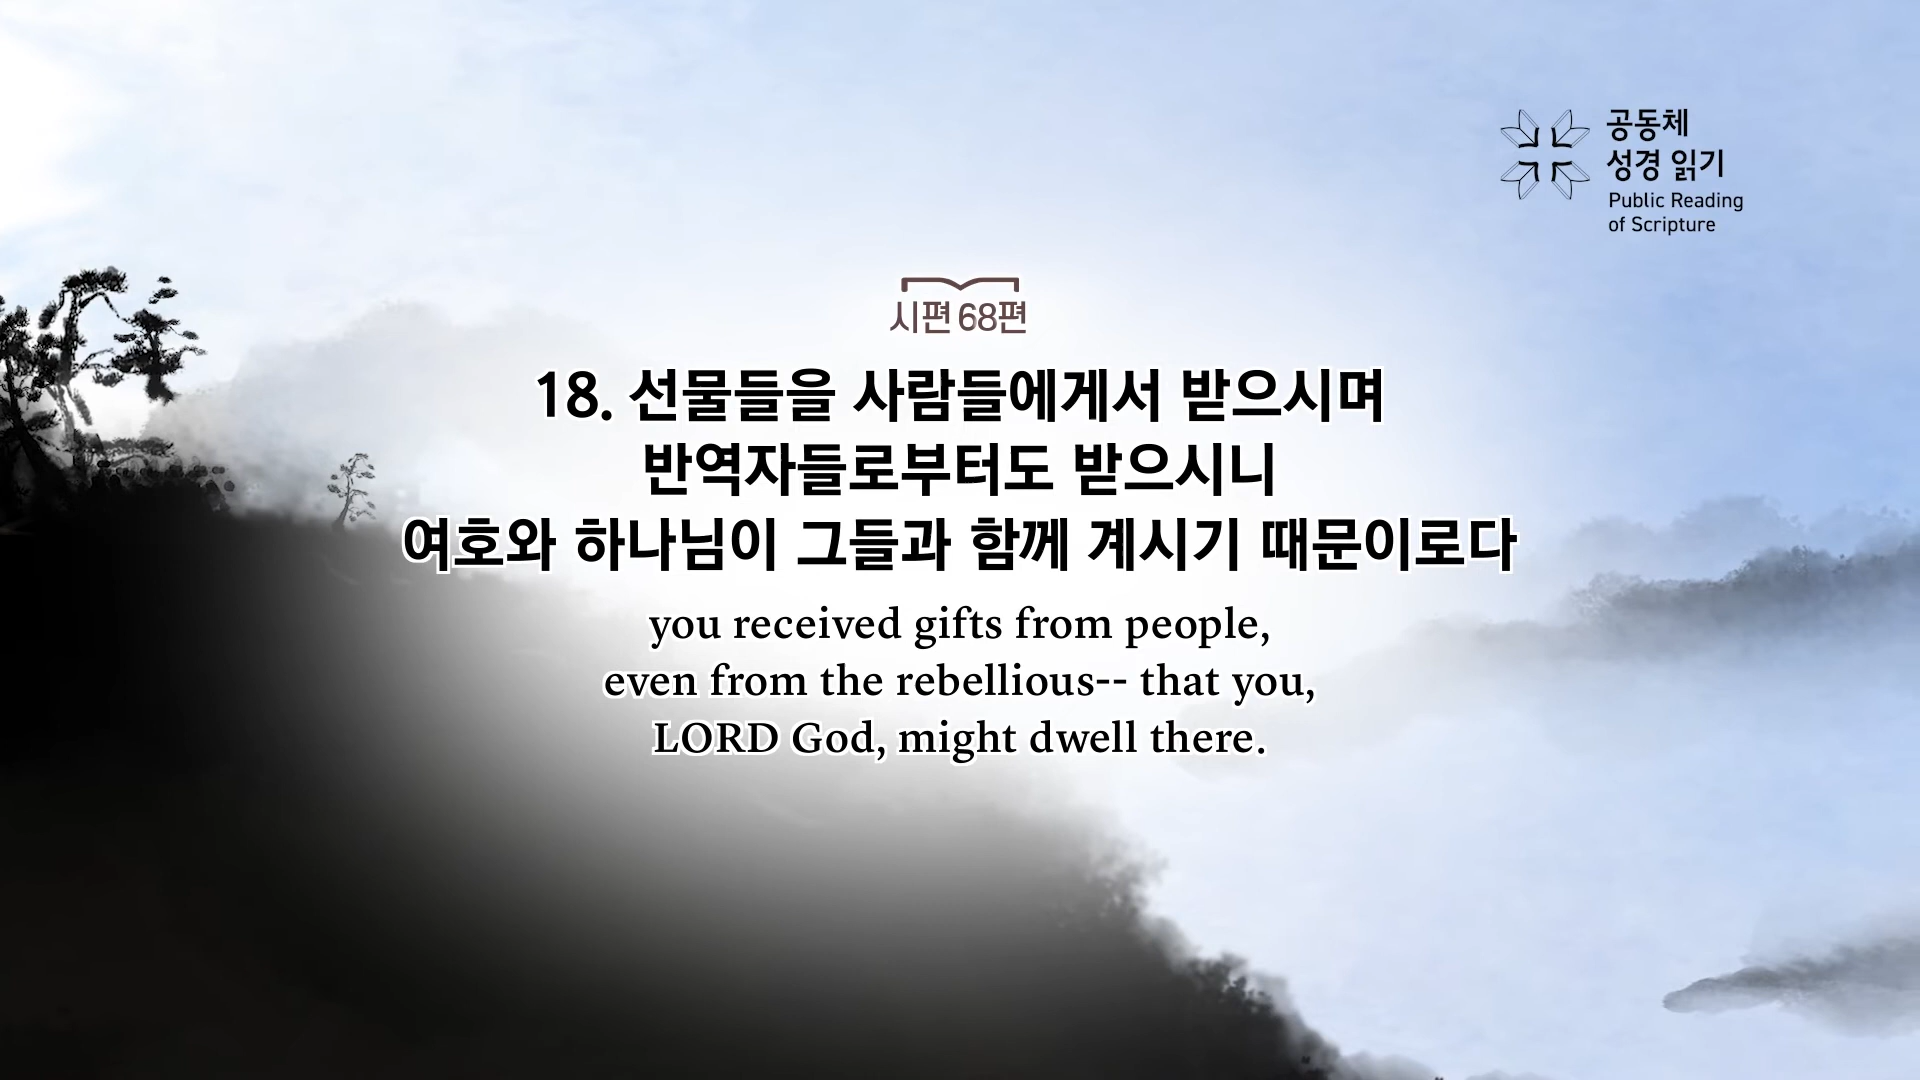 공동체
성경 읽기
Public Reading
of Scripture
시편 68편
18. 선물들을 사람들에게서 받으시며
반역자들로부터도 받으시니
여호와 하나님이 그들과 함께 계시기 때문이로다
you received gifts from people,
even from the rebellious-- that you,
LORD God, might dwell there.